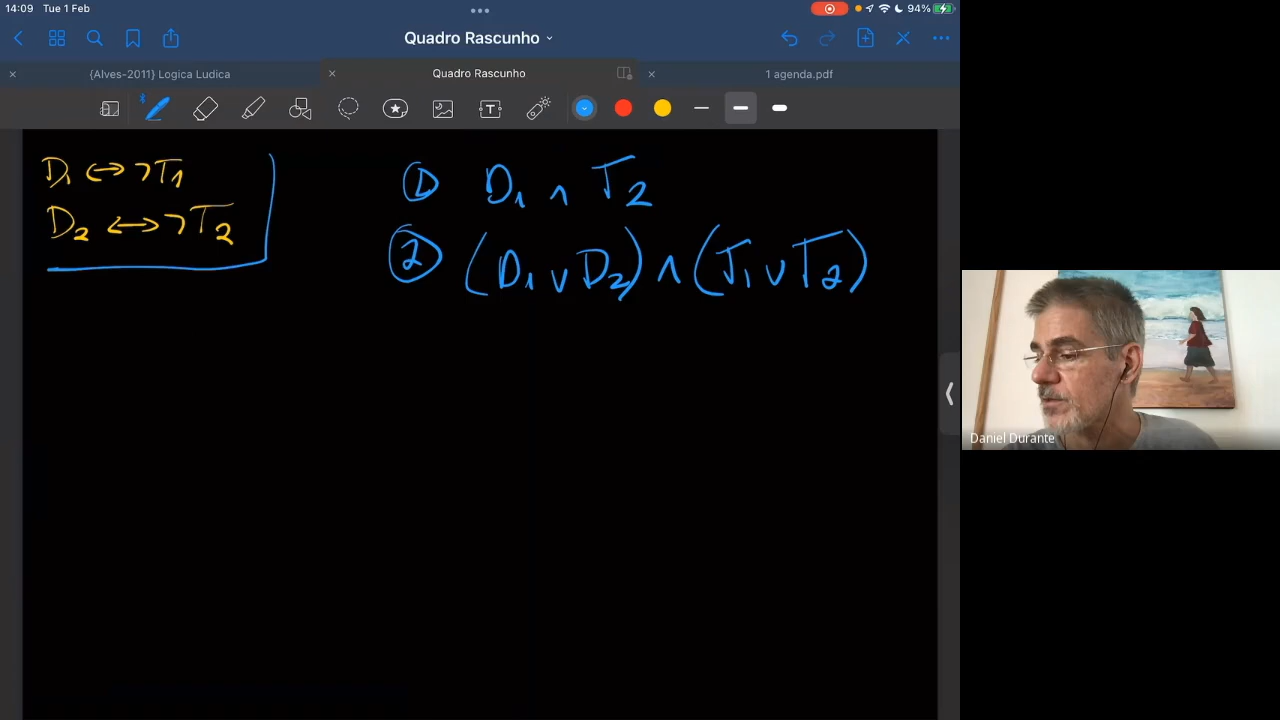 14:09 Tue 1 Feb
94%
Quadro Rascunho
{Alves-2011} Logica Ludica
Quadro Rascunho
1 agenda.pdf
D₁ ↔ ¬T₁
D₂ ↔ ¬T₂
① D₁ ∧ T₂
② (D₁ ∨ D₂) ∧ (T₁ ∨ T₂)
Daniel Durante